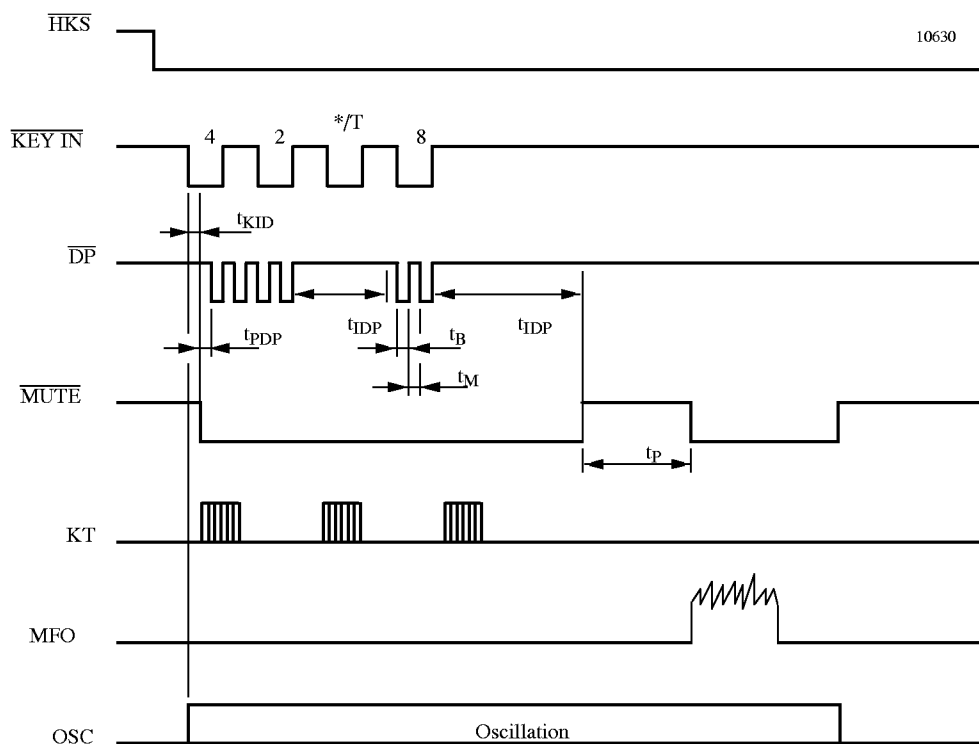 HKS
10630
KEY IN
4
2
*/T
8
tKID
DP
tPDP
tIDP
tB
tIDP
tM
MUTE
tP
KT
MFO
OSC
Oscillation